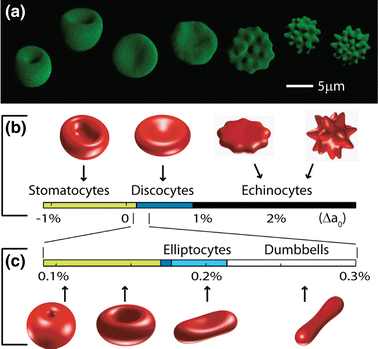 (a)
5μm
(b)
Stomatocytes Discocytes Echinocytes
-1% 0 1% 2% (Δa₀)
(c)
Elliptocytes Dumbbells
0.1% 0.2% 0.3%